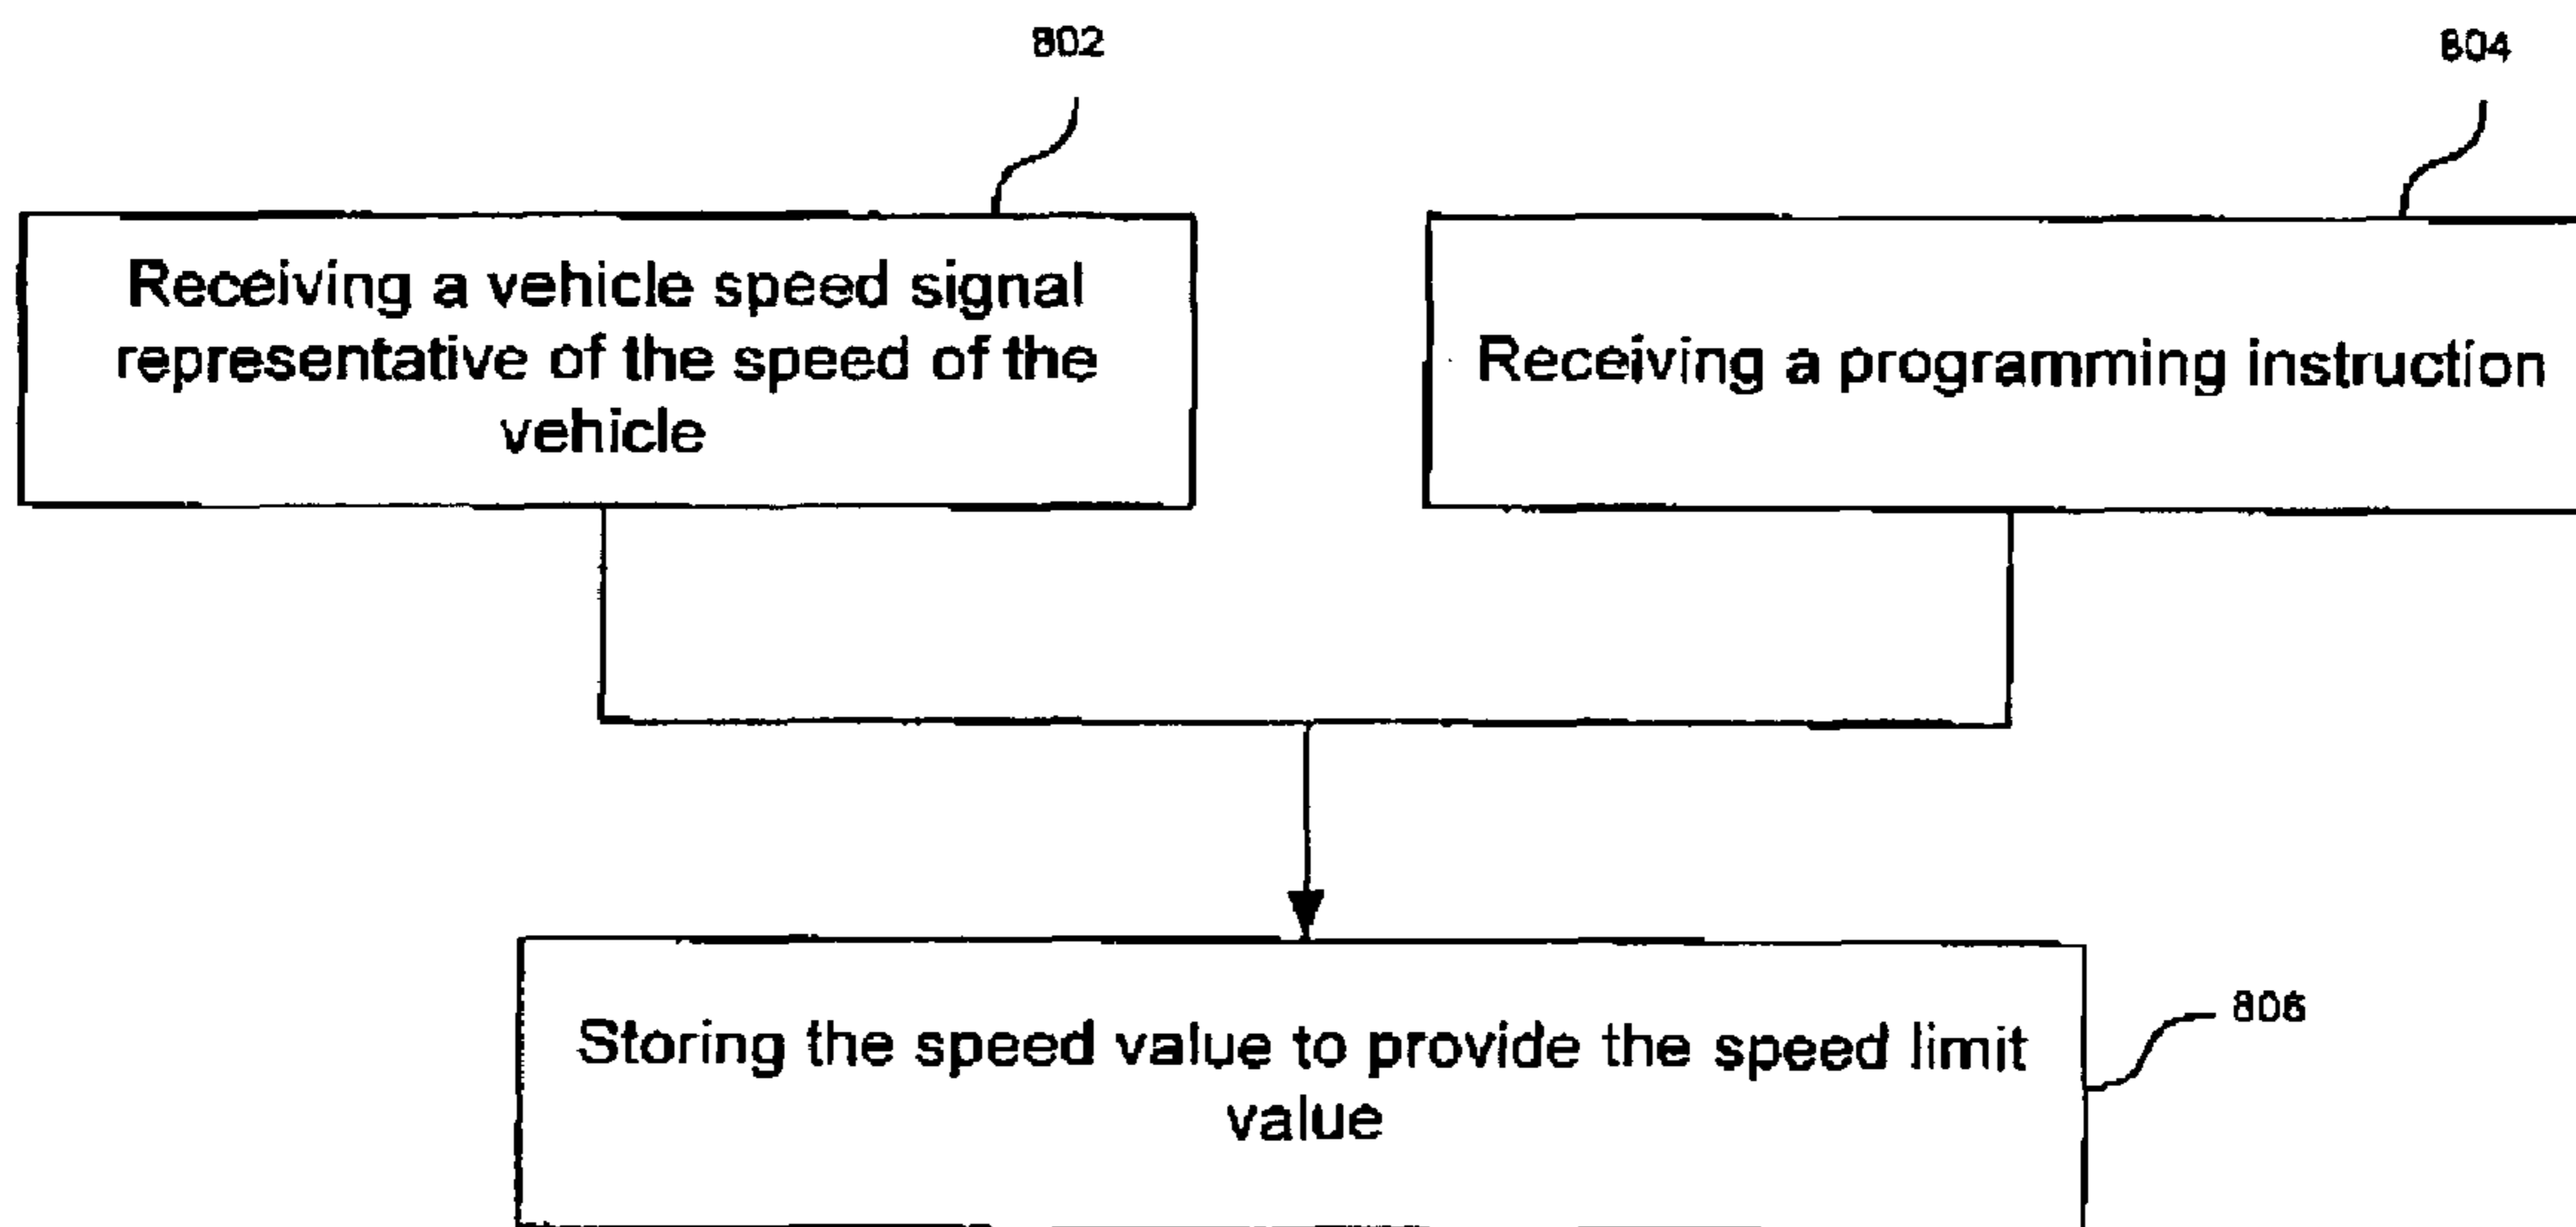 802
804
Receiving a vehicle speed signal
representative of the speed of the
vehicle
Receiving a programming instruction
Storing the speed value to provide the speed limit
value
806